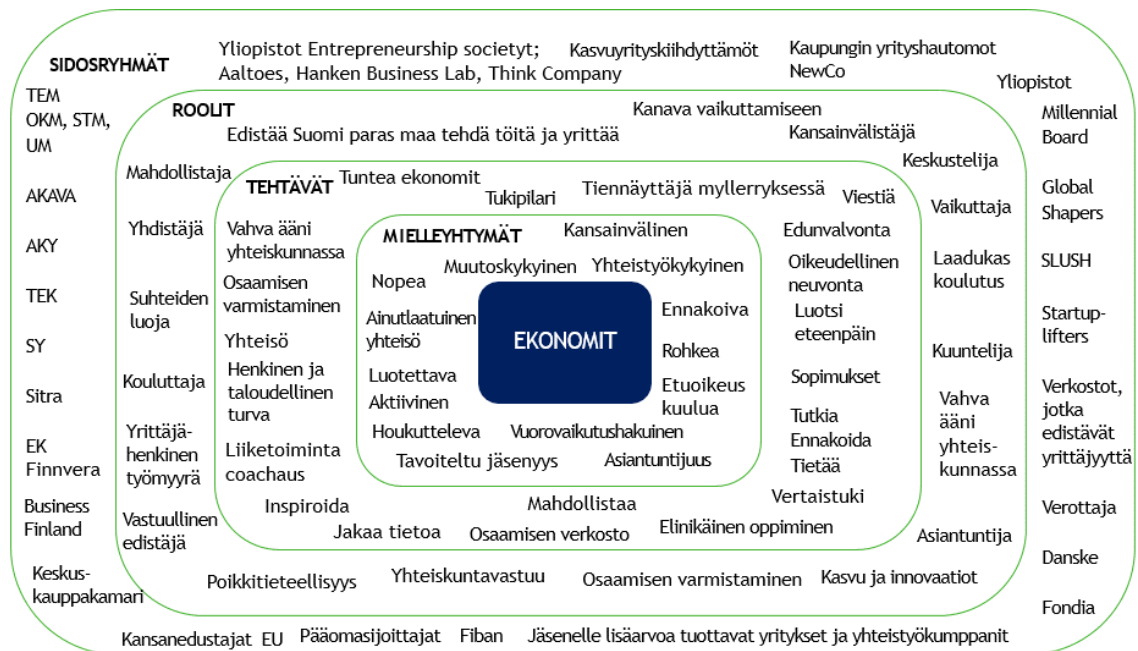 SIDOSRYHMÄT
Yliopistot Entrepreneurship societyt;
Aaltoes, Hanken Business Lab, Think Company
Kasvuyrityskiihdyttämöt
Kaupungin yrityshautomot
NewCo
Yliopistot
Millennial
Board
Global
Shapers
SLUSH
Startup-
lifters
Verkostot,
jotka
edistävät
yrittäjyyttä
Verottaja
Danske
Fondia
TEM
OKM, STM,
UM
AKAVA
AKY
TEK
SY
Sitra
EK
Finnvera
Business
Finland
Keskus-
kauppakamari
Kansanedustajat EU
Pääomasijoittajat
Fiban
Jäsenelle lisäarvoa tuottavat yritykset ja yhteistyökumppanit
ROOLIT
Edistää Suomi paras maa tehdä töitä ja yrittää
Kanava vaikuttamiseen
Kansainvälistäjä
Keskustelija
Vaikuttaja
Laadukas
koulutus
Kuuntelija
Vahva
ääni
yhteis-
kunnassa
Asiantuntija
Mahdollistaja
Yhdistäjä
Suhteiden
luoja
Kouluttaja
Yrittäjä-
henkinen
työmyyrä
Vastuullinen
edistäjä
Poikkitieteellisyys
Yhteiskuntavastuu
Osaamisen varmistaminen
Kasvu ja innovaatiot
TEHTÄVÄT
Tuntea ekonomit
Tukipilari
Tiennäyttäjä myllerryksessä
Viestiä
Edunvalvonta
Oikeudellinen
neuvonta
Luotsi
eteenpäin
Sopimukset
Tutkia
Ennakoida
Tietää
Vertaistuki
Vahva ääni
yhteiskunnassa
Osaamisen
varmistaminen
Yhteisö
Henkinen ja
taloudellinen
turva
Liiketoiminta
coachaus
Inspiroida
Jakaa tietoa
Osaamisen verkosto
Mahdollistaa
Elinikäinen oppiminen
MIELLEYHTYMÄT
Kansainvälinen
Muutoskykyinen
Yhteistyökykyinen
Nopea
Ainutlaatuinen
yhteisö
Luotettava
Aktiivinen
Houkutteleva
Tavoiteltu jäsenyys
Vuorovaikutushakuinen
Asiantuntijuus
Ennakoiva
Rohkea
Etuoikeus
kuulua
EKONOMIT